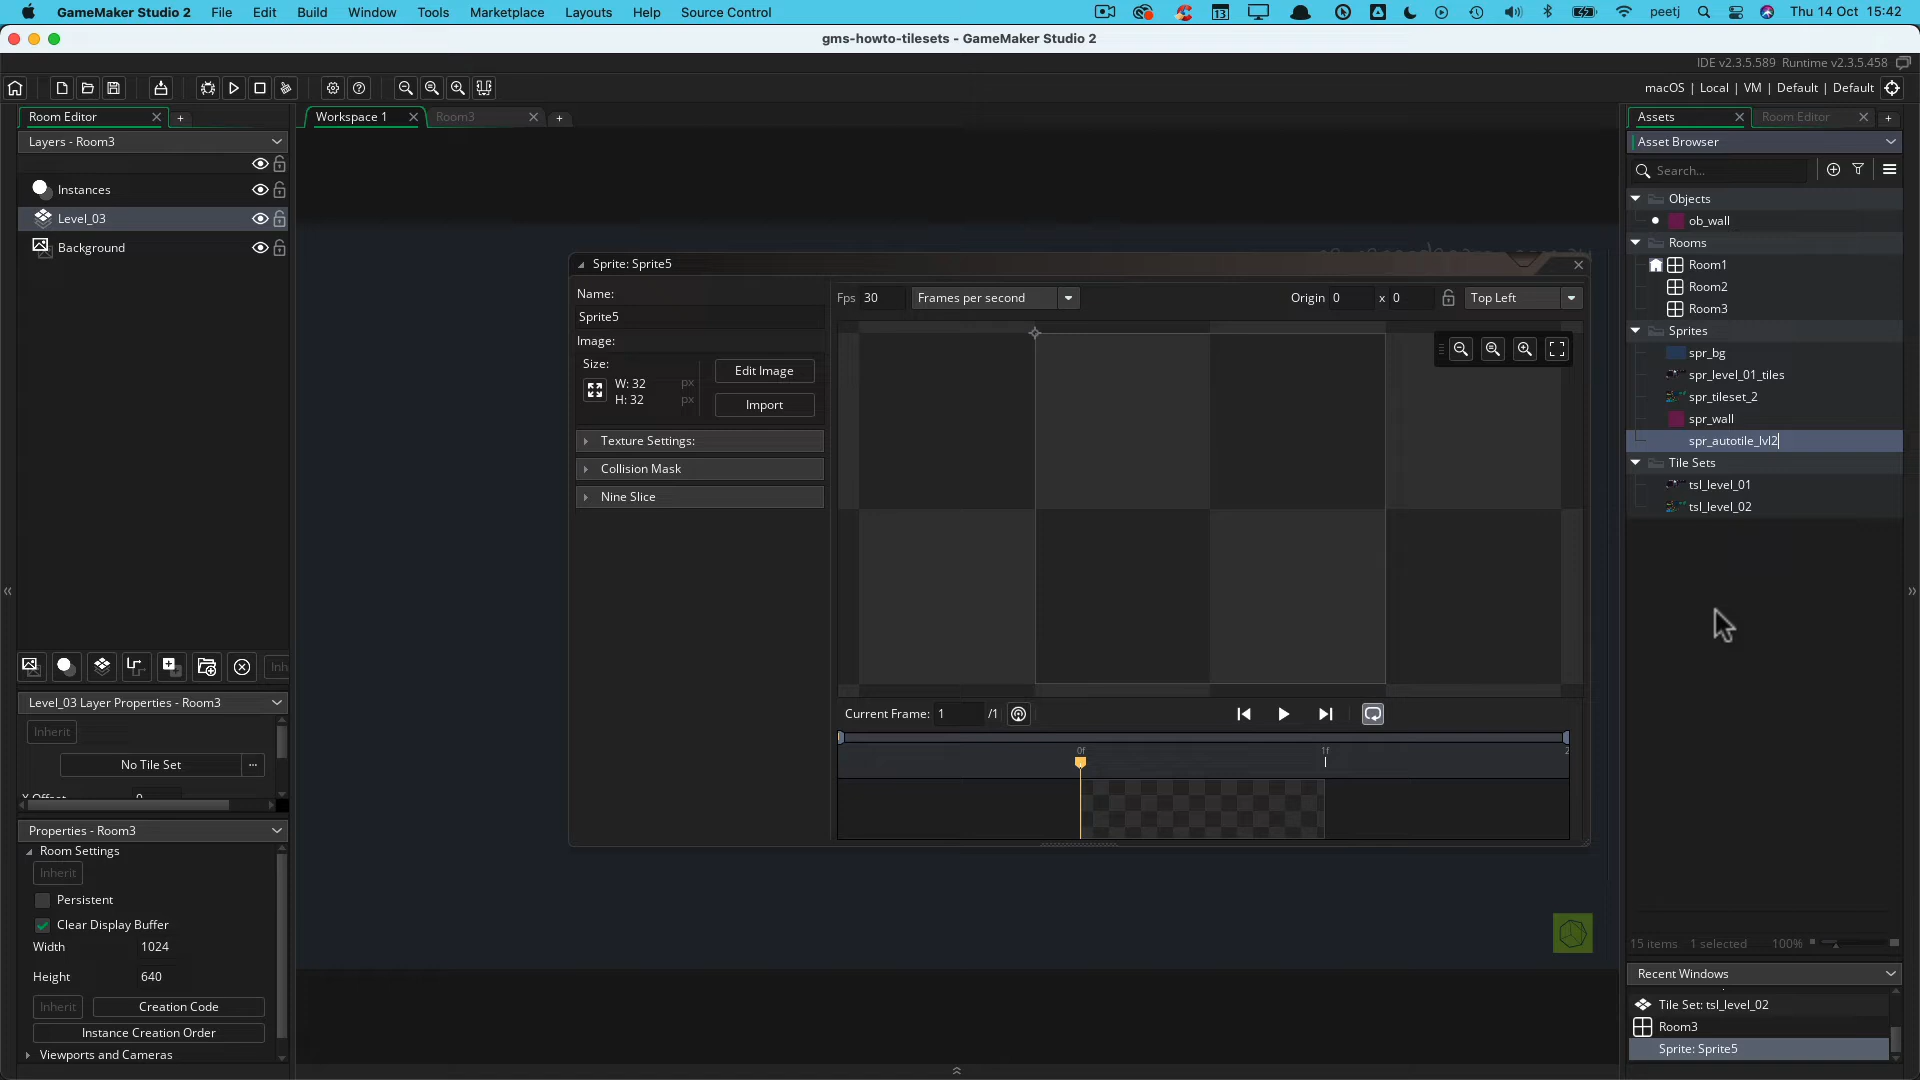 GameMaker Studio 2 File Edit Build Window Tools Marketplace Layouts Help Source Control 13 peetj Thu 14 Oct 15:42
gms-howto-tilesets - GameMaker Studio 2
IDE v2.3.5.589 Runtime v2.3.5.458
macOS | Local | VM | Default | Default
Room Editor
Layers - Room3
Instances
Level_03
Background
Inh
Level_03 Layer Properties - Room3
Inherit
No Tile Set ...
X Offset 0
Properties - Room3
Room Settings
Inherit
Persistent
Clear Display Buffer
Width 1024
Height 640
Inherit Creation Code
Instance Creation Order
Viewports and Cameras
Workspace 1 Room3
Sprite: Sprite5
Name:
Sprite5
Image:
Size:
W: 32 px
H: 32 px
Edit Image
Import
Texture Settings:
Collision Mask
Nine Slice
Fps 30 Frames per second Origin 0 x 0 Top Left
Current Frame: 1 /1
0f 1f 2
Assets Room Editor
Asset Browser
Search...
Objects
ob_wall
Rooms
Room1
Room2
Room3
Sprites
spr_bg
spr_level_01_tiles
spr_tileset_2
spr_wall
spr_autotile_lvl2
Tile Sets
tsl_level_01
tsl_level_02
15 items 1 selected 100%
Recent Windows
Tile Set: tsl_level_02
Room3
Sprite: Sprite5